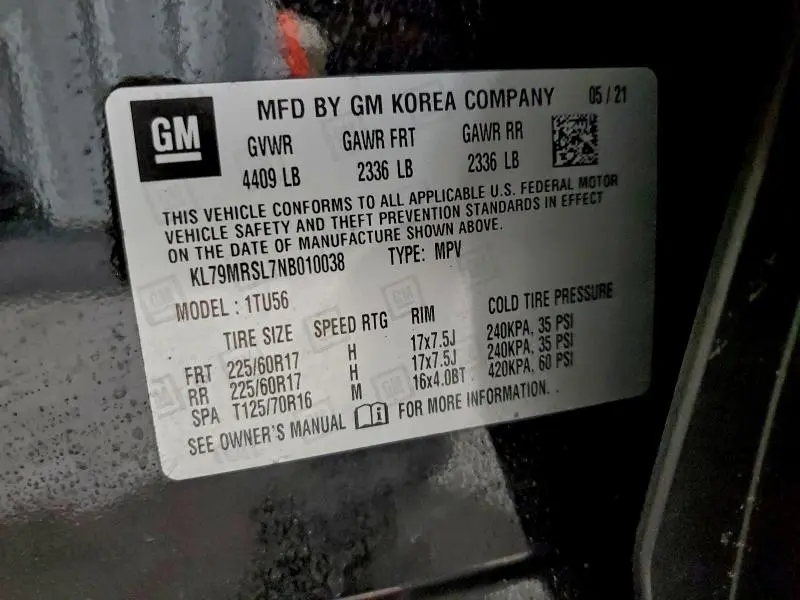 GM
MFD BY GM KOREA COMPANY 05 / 21
GVWR GAWR FRT GAWR RR
4409 LB 2336 LB 2336 LB
THIS VEHICLE CONFORMS TO ALL APPLICABLE U.S. FEDERAL MOTOR
VEHICLE SAFETY AND THEFT PREVENTION STANDARDS IN EFFECT
ON THE DATE OF MANUFACTURE SHOWN ABOVE.
KL79MRSL7NB010038 TYPE: MPV
MODEL : 1TU56
TIRE SIZE SPEED RTG RIM COLD TIRE PRESSURE
FRT 225/60R17 H 17x7.5J 240KPA, 35 PSI
RR 225/60R17 H 17x7.5J 240KPA, 35 PSI
SPA T125/70R16 M 16x4.0BT 420KPA, 60 PSI
SEE OWNER'S MANUAL FOR MORE INFORMATION.